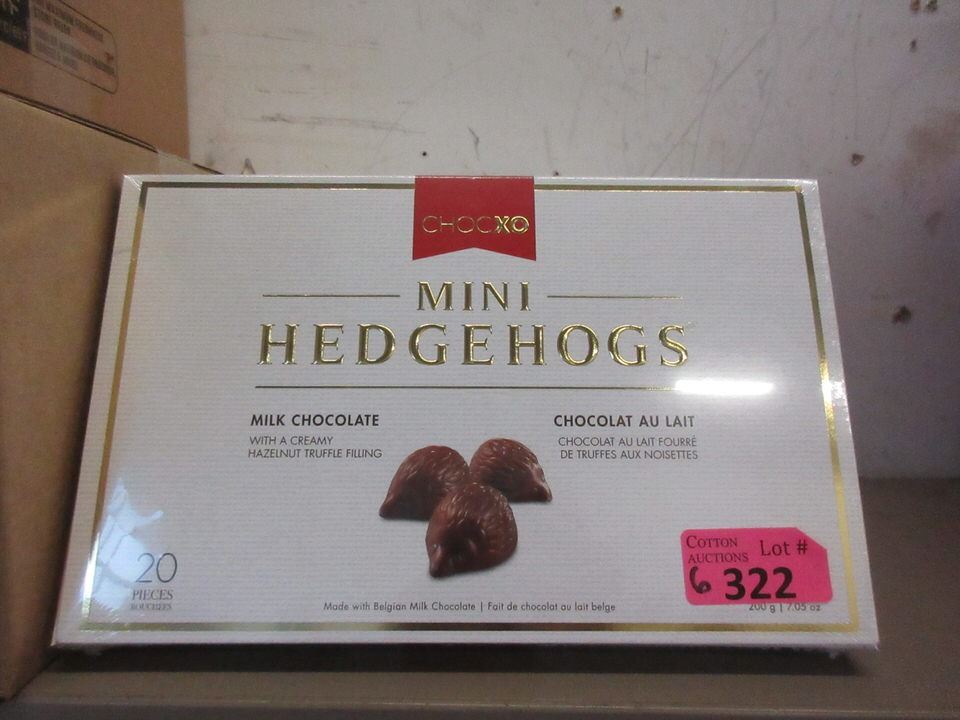 CHOCXO
MINI
HEDGEHOGS
MILK CHOCOLATE
WITH A CREAMY
HAZELNUT TRUFFLE FILLING
CHOCOLAT AU LAIT
CHOCOLAT AU LAIT FOURRÉ
DE TRUFFES AUX NOISETTES
20
PIECES
BOUCHÉES
Made with Belgian Milk Chocolate | Fait de chocolat au lait belge
COTTON
AUCTIONS
Lot #
6
322
200 g | 7.05 oz